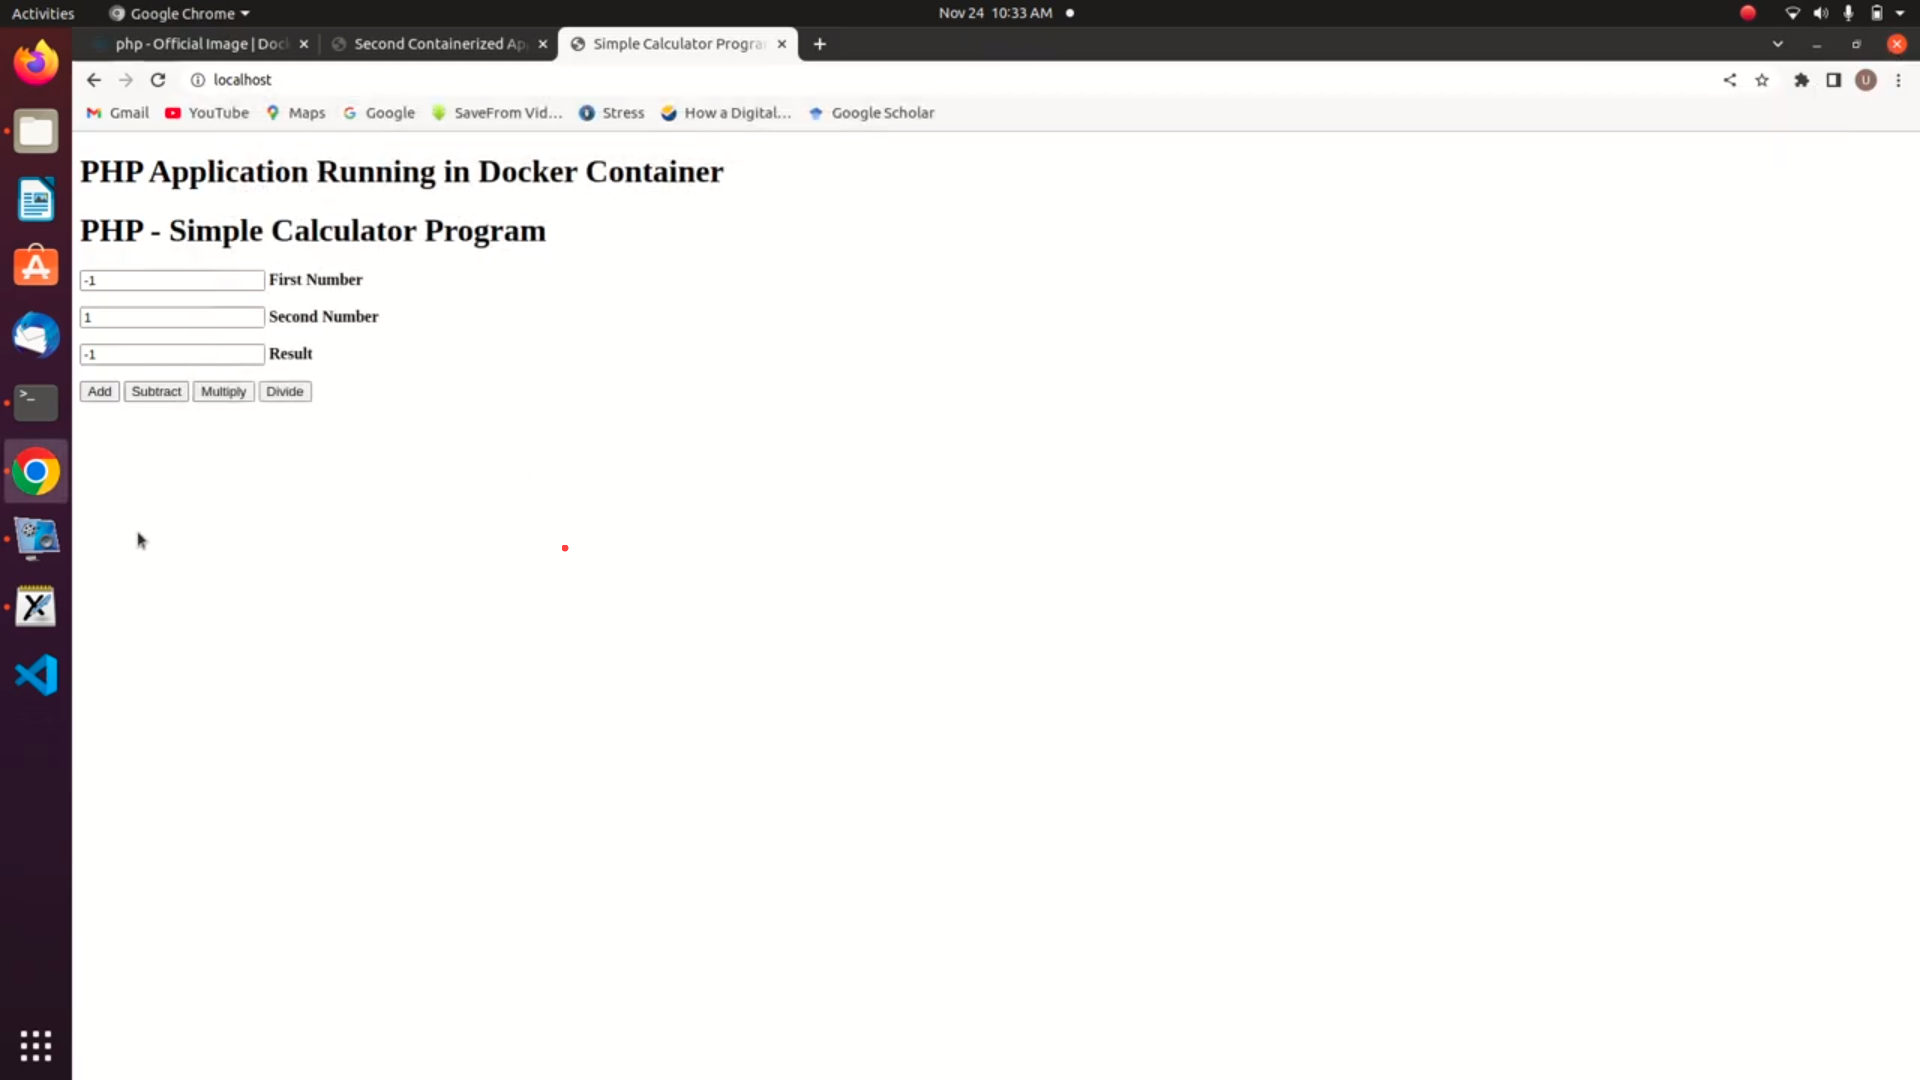 Activities Google Chrome Nov 24 10:33 AM
php - Official Image | Doc Second Containerized Ap Simple Calculator Progra
localhost U
Gmail YouTube Maps Google SaveFrom Vid... Stress How a Digital... Google Scholar
PHP Application Running in Docker Container
PHP - Simple Calculator Program
-1 First Number
1 Second Number
-1 Result
Add Subtract Multiply Divide